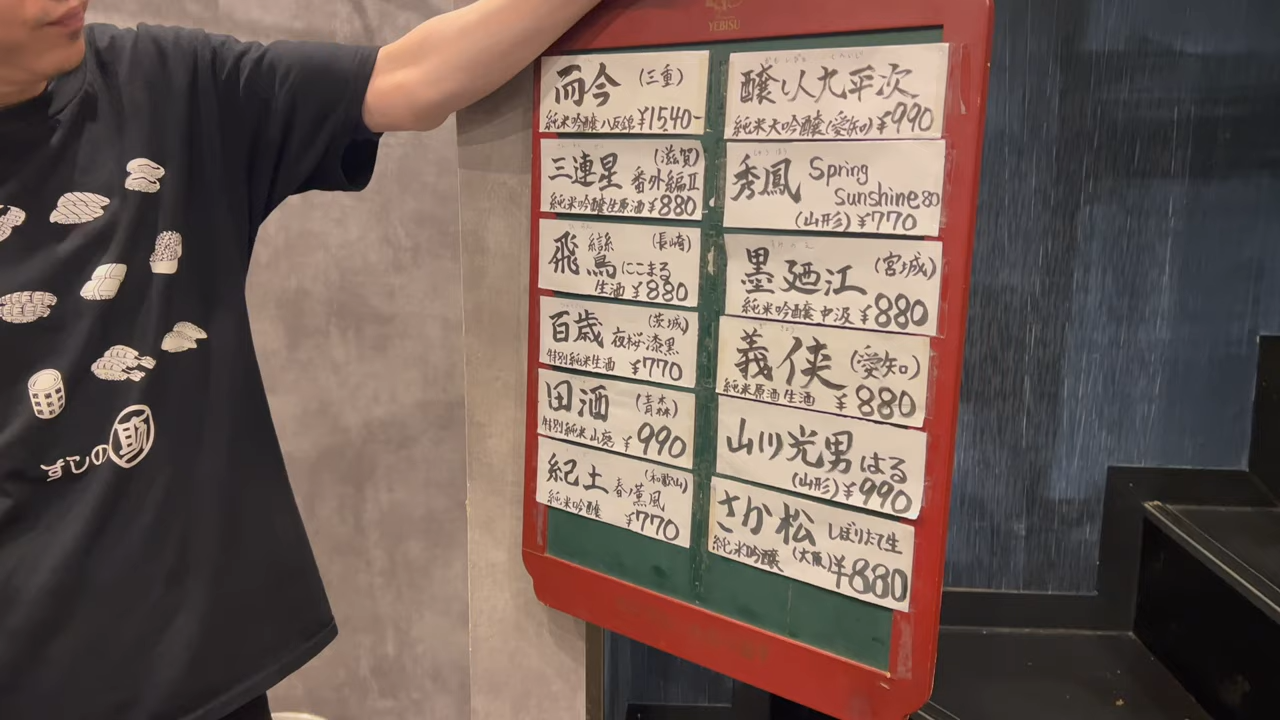 YEBISU
而今 (三重)
純米吟醸 八反錦 ¥1540-
三連星 (滋賀)
番外編Ⅱ
純米吟醸生原酒 ¥880
飛鸞 (長崎)
にこまる
生酒 ¥880
百歳 (茨城)
夜桜・漆黒
特別純米生酒 ¥770
田酒 (青森)
特別純米 山廃 ¥990
紀土 (和歌山)
春ノ薫風
純米吟醸 ¥770
醸し人九平次
純米大吟醸(愛知) ¥990
秀鳳 Spring
Sunshine80
(山形) ¥770
墨廼江 (宮城)
純米吟醸 中汲 ¥880
義侠 (愛知)
純米原酒 生酒 ¥880
山川光男 はる
(山形) ¥990
さか松 しぼりたて生
純米吟醸 (大阪) ¥880
すしの